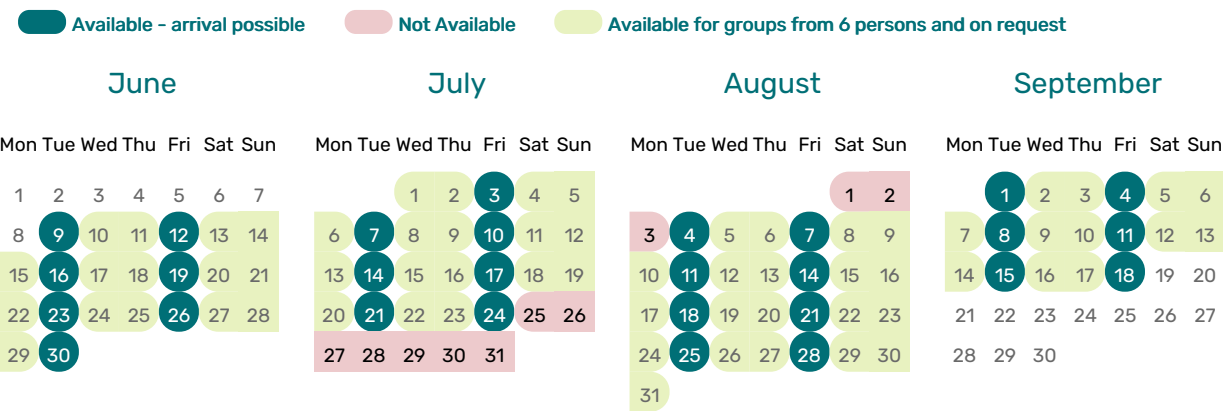 Available - arrival possible Not Available Available for groups from 6 persons and on request
June July August September
Mon Tue Wed Thu Fri Sat Sun Mon Tue Wed Thu Fri Sat Sun Mon Tue Wed Thu Fri Sat Sun Mon Tue Wed Thu Fri Sat Sun
1 2 3 4 5 6 7 1 2 3 4 5 1 2 1 2 3 4 5 6
8 9 10 11 12 13 14 6 7 8 9 10 11 12 3 4 5 6 7 8 9 7 8 9 10 11 12 13
15 16 17 18 19 20 21 13 14 15 16 17 18 19 10 11 12 13 14 15 16 14 15 16 17 18 19 20
22 23 24 25 26 27 28 20 21 22 23 24 25 26 17 18 19 20 21 22 23 21 22 23 24 25 26 27
29 30 27 28 29 30 31 24 25 26 27 28 29 30 28 29 30
31